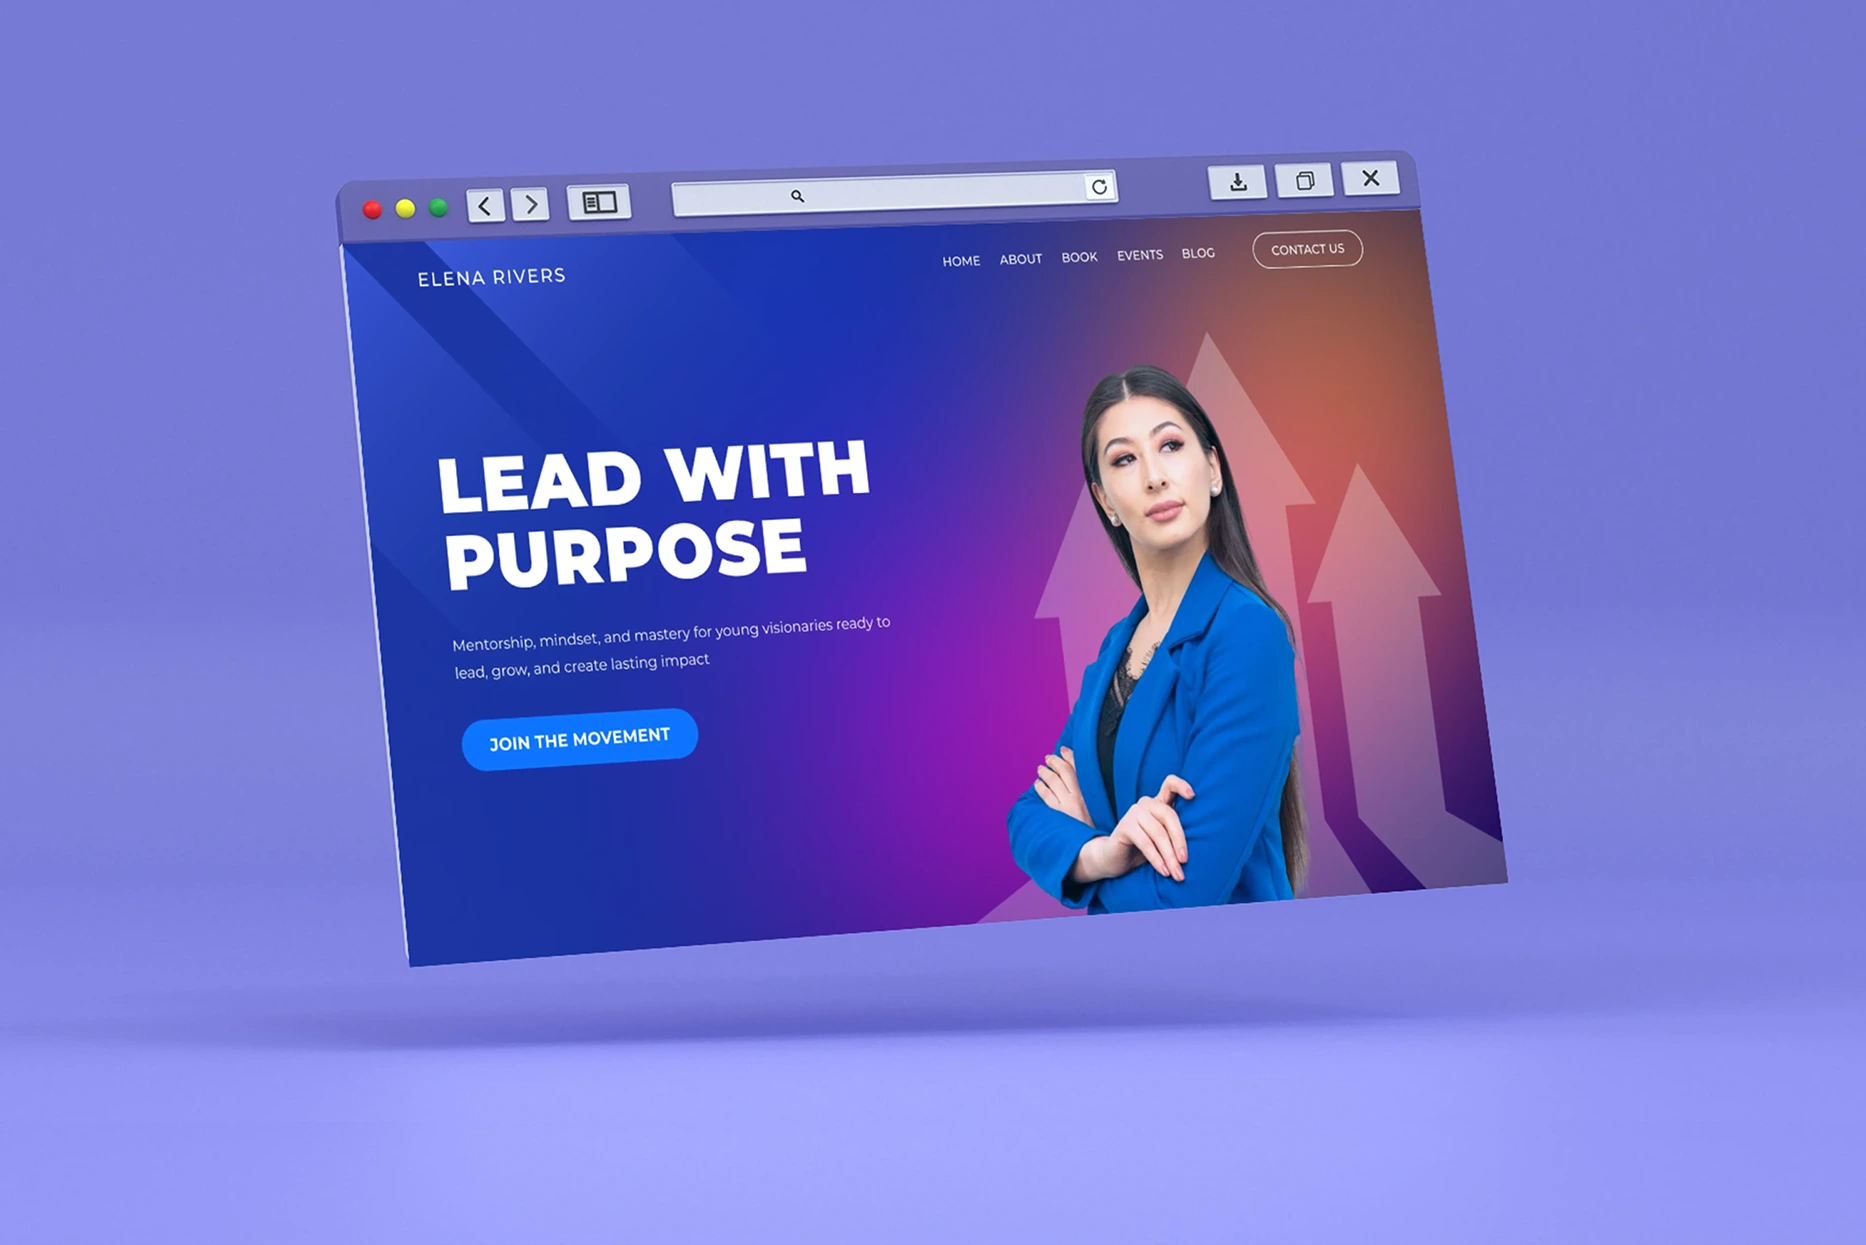 ELENA RIVERS
HOME ABOUT BOOK EVENTS BLOG CONTACT US
LEAD WITH
PURPOSE
Mentorship, mindset, and mastery for young visionaries ready to
lead, grow, and create lasting impact
JOIN THE MOVEMENT